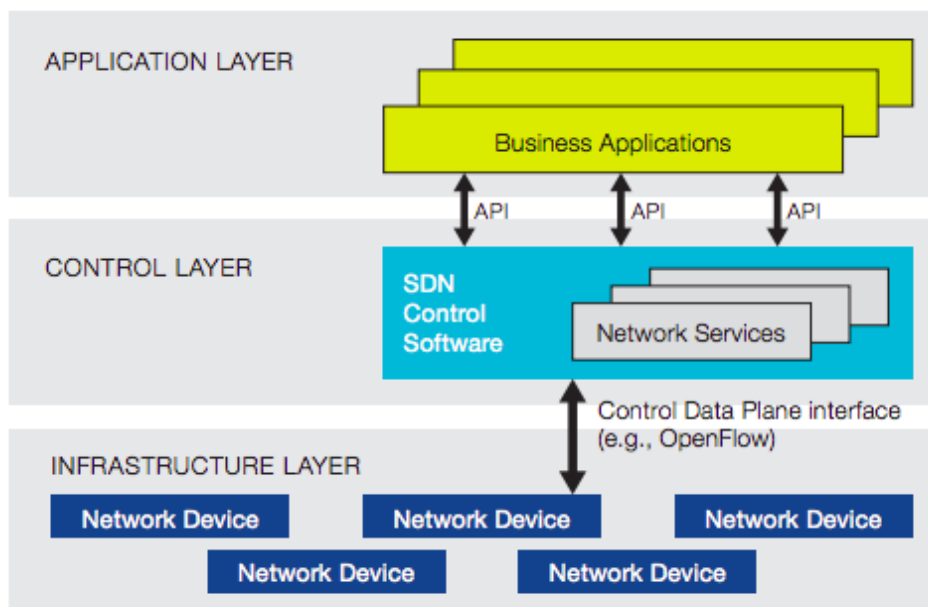 APPLICATION LAYER
Business Applications
API
API
API
CONTROL LAYER
SDN
Control
Software
Network Services
Control Data Plane interface
(e.g., OpenFlow)
INFRASTRUCTURE LAYER
Network Device
Network Device
Network Device
Network Device
Network Device